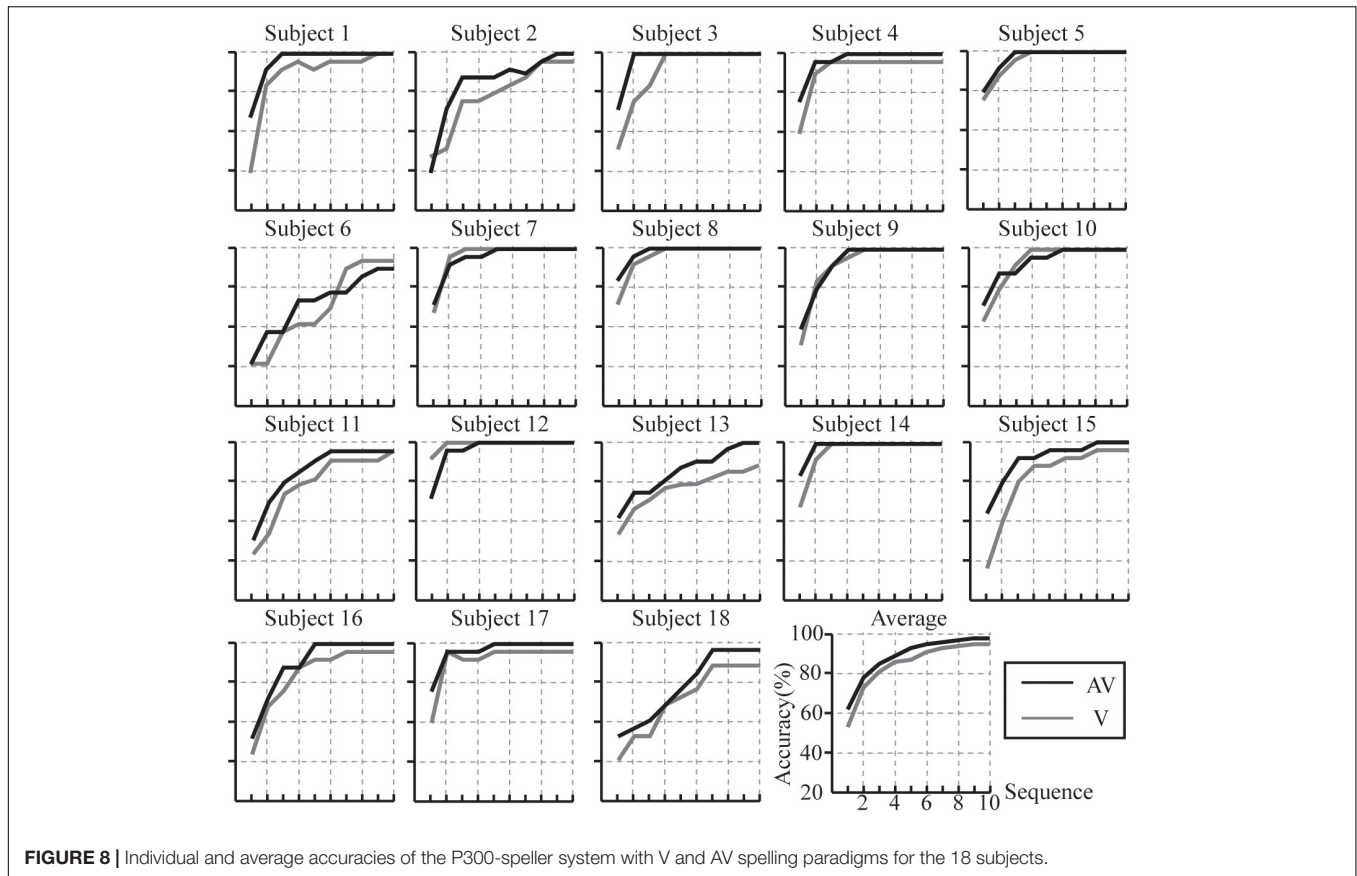 Subject 1 Subject 2 Subject 3 Subject 4 Subject 5
Subject 6 Subject 7 Subject 8 Subject 9 Subject 10
Subject 11 Subject 12 Subject 13 Subject 14 Subject 15
Subject 16 Subject 17 Subject 18 Average
Accuracy(%)
100
80
60
40
20
2 4 6 8 10 Sequence
AV
V
FIGURE 8 | Individual and average accuracies of the P300-speller system with V and AV spelling paradigms for the 18 subjects.